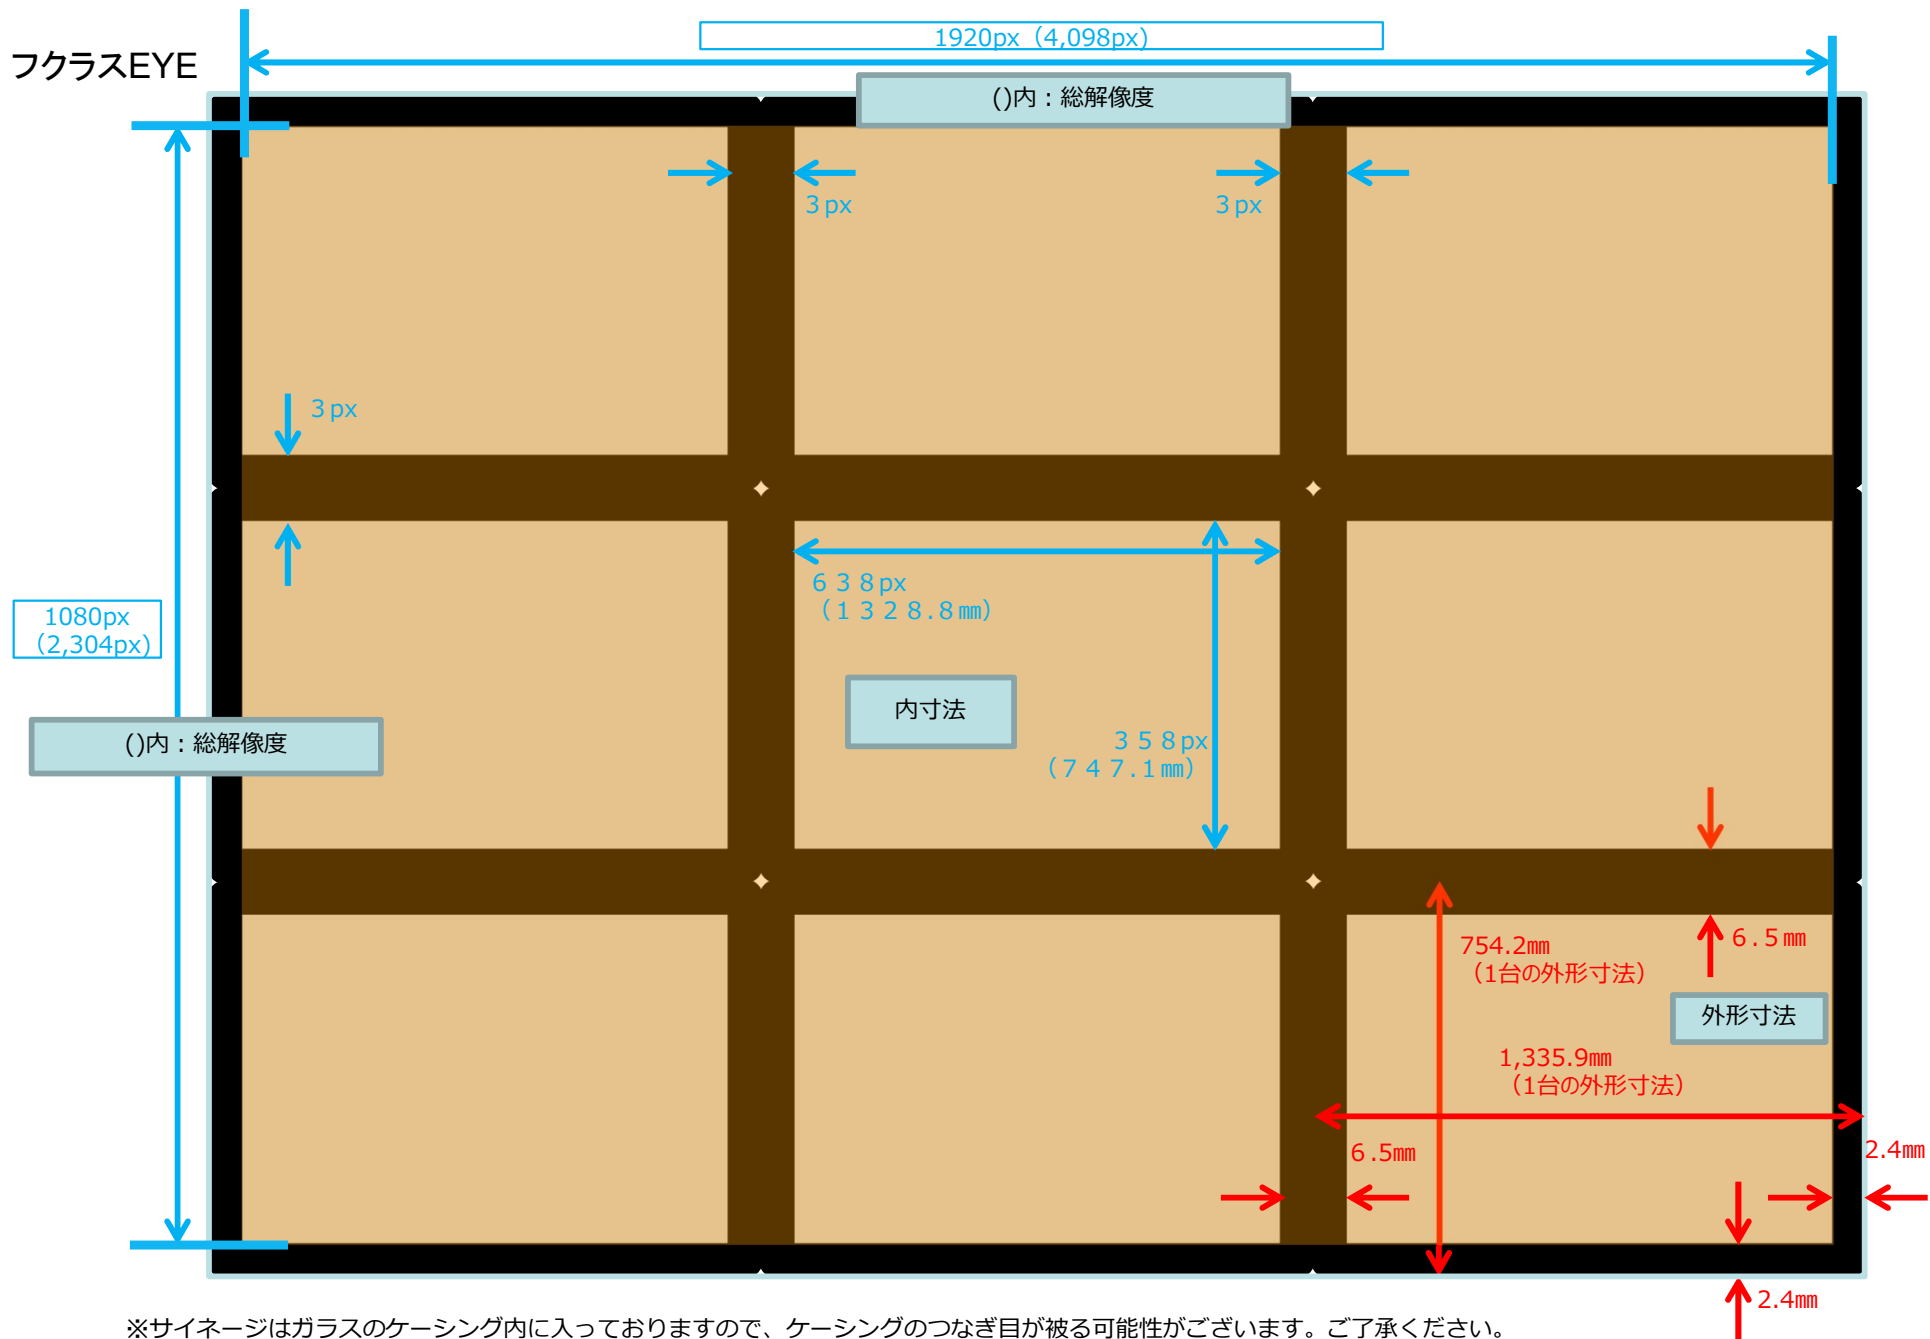 1920px（4,098px)
フクラスEYE
()内：総解像度
３px
３px
３px
６３８px
（１３２８.８㎜）
1080px
（2,304px)
内寸法
３５８px
（７４７.１㎜）
()内：総解像度
６.５㎜
754.2㎜
（1台の外形寸法）
外形寸法
1,335.9㎜
（1台の外形寸法）
６.5㎜
2.4㎜
2.4㎜
※サイネージはガラスのケーシング内に入っておりますので、ケーシングのつなぎ目が被る可能性がございます。ご了承ください。